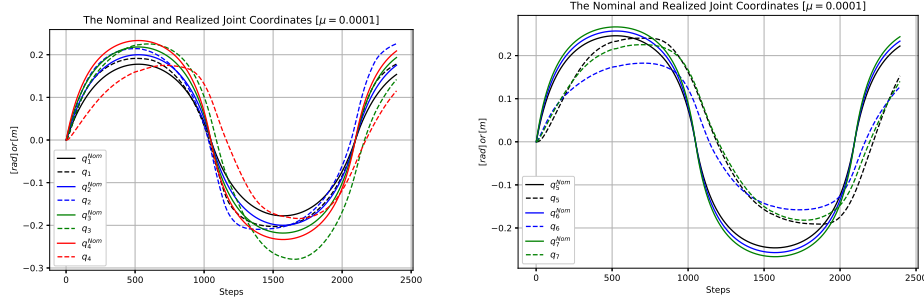 The Nominal and Realized Joint Coordinates [μ = 0.0001]
0.2
0.1
0.0
−0.1
−0.2
−0.3
[rad] or [m]
q₁ᴺᵒᵐ
q₁
q₂ᴺᵒᵐ
q₂
q₃ᴺᵒᵐ
q₃
q₄ᴺᵒᵐ
q₄
0 500 1000 1500 2000 2500
Steps
The Nominal and Realized Joint Coordinates [μ = 0.0001]
0.2
0.1
0.0
−0.1
−0.2
[rad] or [m]
q₅ᴺᵒᵐ
q₅
q₆ᴺᵒᵐ
q₆
q₇ᴺᵒᵐ
q₇
0 500 1000 1500 2000 2500
Steps